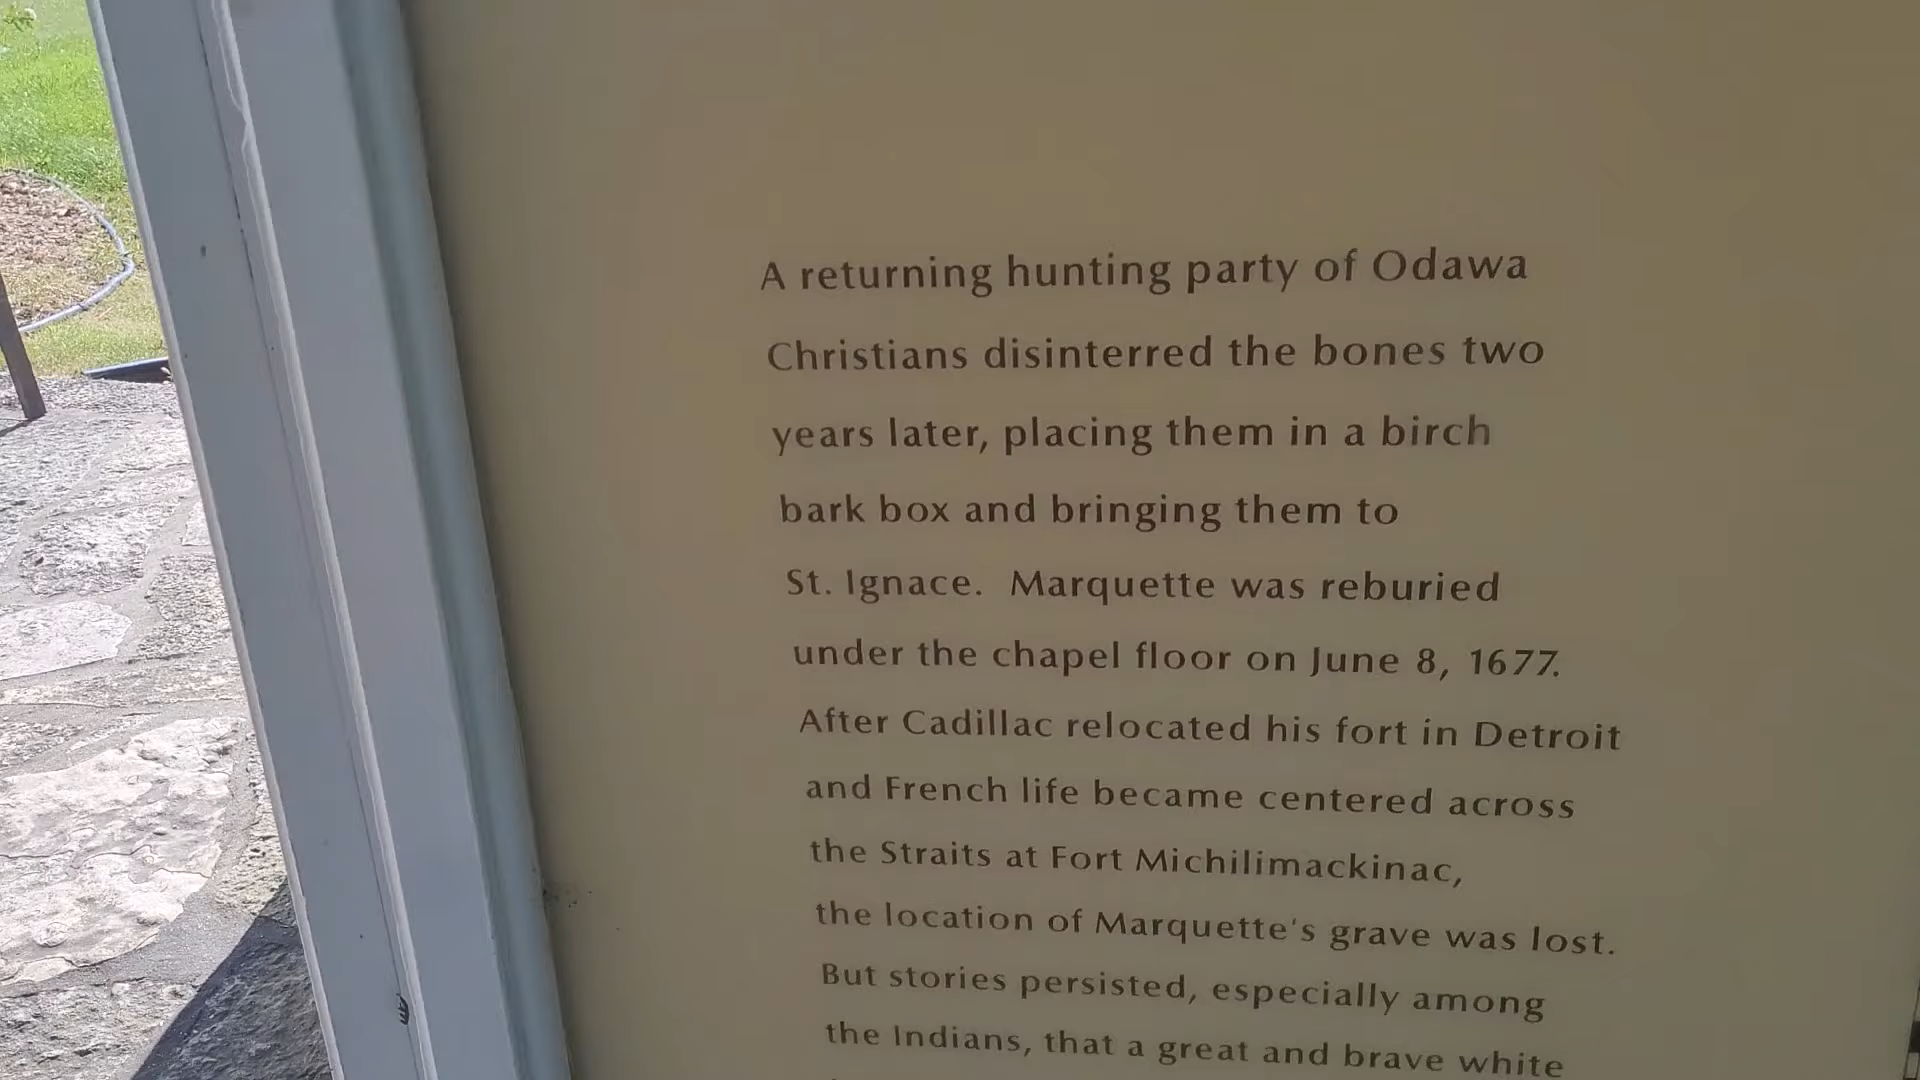 A returning hunting party of Odawa
Christians disinterred the bones two
years later, placing them in a birch
bark box and bringing them to
St. Ignace. Marquette was reburied
under the chapel floor on June 8, 1677.
After Cadillac relocated his fort in Detroit
and French life became centered across
the Straits at Fort Michilimackinac,
the location of Marquette's grave was lost.
But stories persisted, especially among
the Indians, that a great and brave white